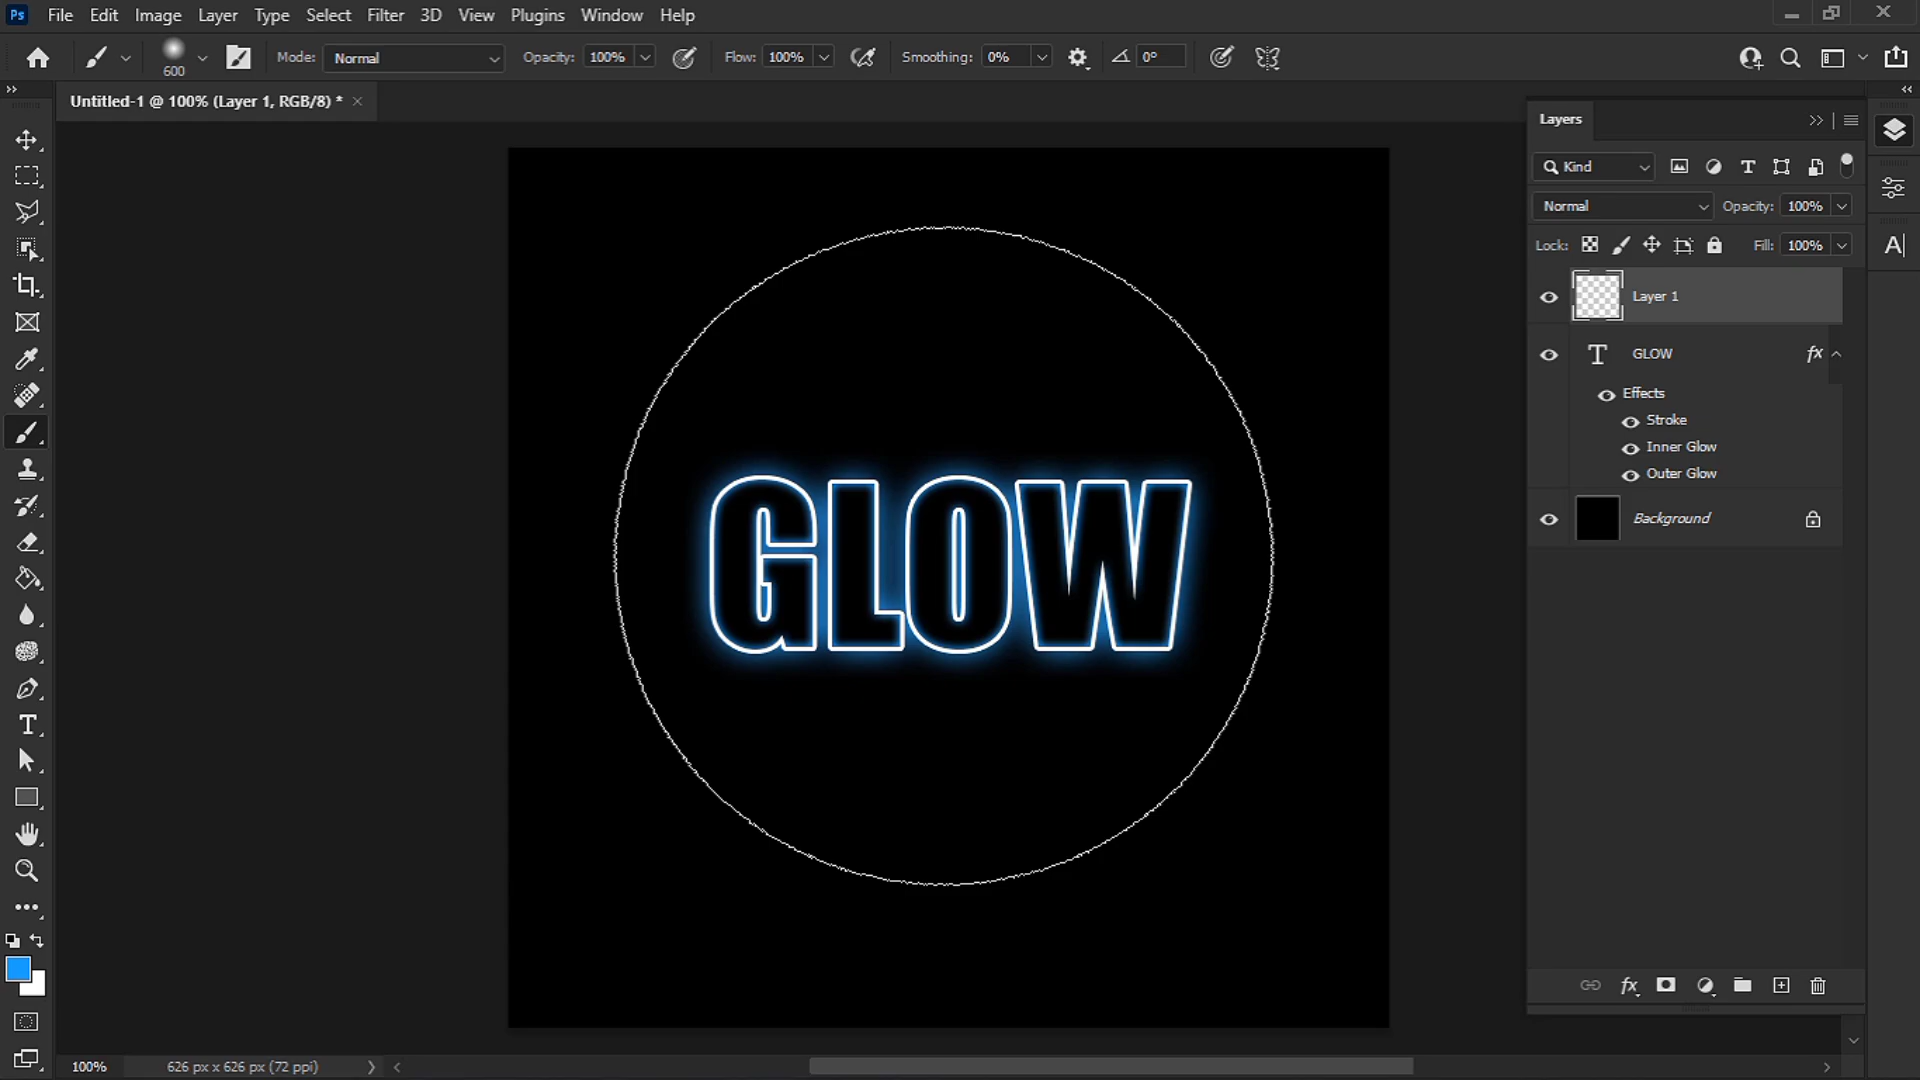 Ps File Edit Image Layer Type Select Filter 3D View Plugins Window Help
600 Mode: Normal Opacity: 100% Flow: 100% Smoothing: 0% 0°
Untitled-1 @ 100% (Layer 1, RGB/8) *
Layers
Kind
Normal Opacity: 100%
Lock: Fill: 100%
Layer 1
GLOW fx
Effects
Stroke
Inner Glow
Outer Glow
Background
GLOW
fx
100% 626 px x 626 px (72 ppi)